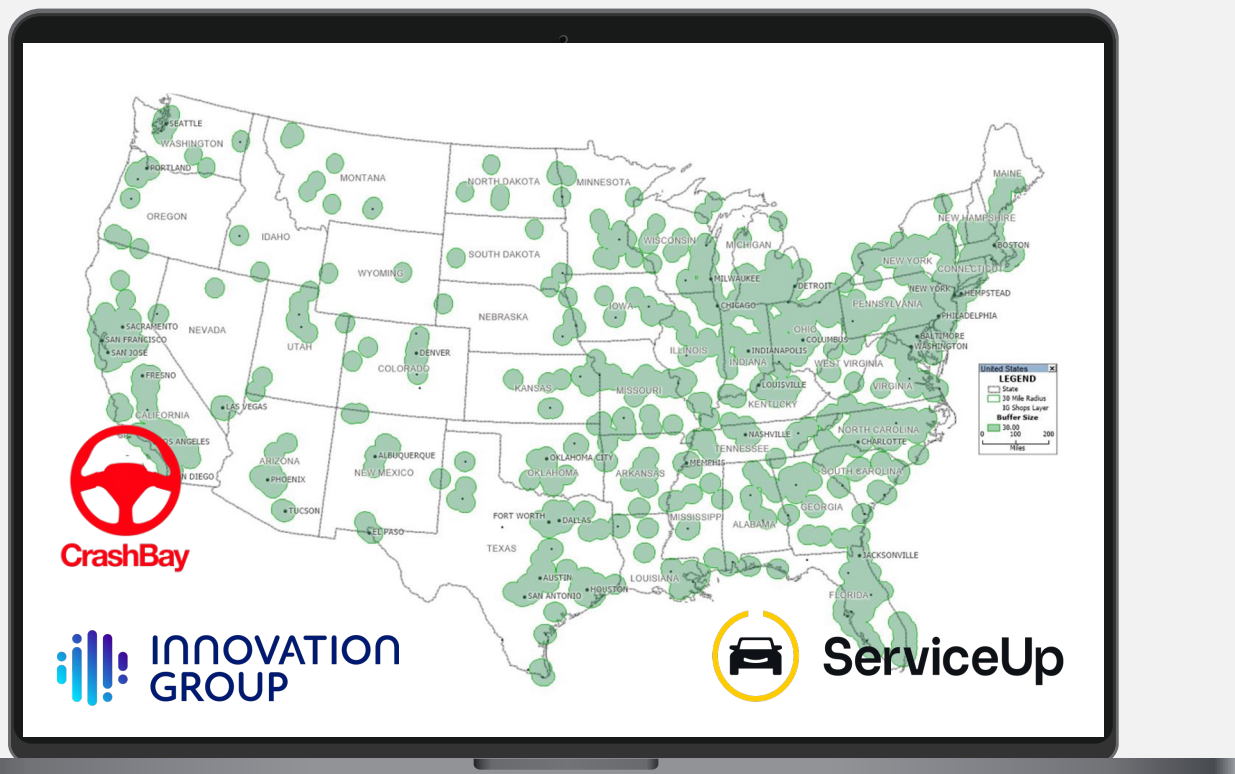 SEATTLE
WASHINGTON
PORTLAND
OREGON
IDAHO
MONTANA
NORTH DAKOTA
MINNESOTA
SOUTH DAKOTA
WYOMING
WISCONSIN
MICHIGAN
MAINE
NEW HAMPSHIRE
BOSTON
NEW YORK
CONNECTICUT
NEW YORK
HEMPSTEAD
PENNSYLVANIA
PHILADELPHIA
BALTIMORE
WASHINGTON
MILWAUKEE
DETROIT
CHICAGO
IOWA
NEBRASKA
NEVADA
UTAH
SACRAMENTO
SAN FRANCISCO
SAN JOSE
FRESNO
CALIFORNIA
LAS VEGAS
DENVER
COLORADO
KANSAS
MISSOURI
ILLINOIS
INDIANA
INDIANAPOLIS
OHIO
COLUMBUS
WEST VIRGINIA
VIRGINIA
LOUISVILLE
KENTUCKY
NASHVILLE
TENNESSEE
MEMPHIS
NORTH CAROLINA
CHARLOTTE
SOUTH CAROLINA
GEORGIA
ALABAMA
MISSISSIPPI
ARKANSAS
OKLAHOMA CITY
OKLAHOMA
ALBUQUERQUE
NEW MEXICO
ARIZONA
PHOENIX
TUCSON
OS ANGELES
N DIEGO
EL PASO
FORT WORTH
DALLAS
TEXAS
AUSTIN
SAN ANTONIO
HOUSTON
LOUISIANA
JACKSONVILLE
FLORIDA
United States
LEGEND
State
30 Mile Radius
IG Shops Layer
Buffer Size
30.00
0 100 200
Miles
CrashBay
INNOVATION
GROUP
ServiceUp